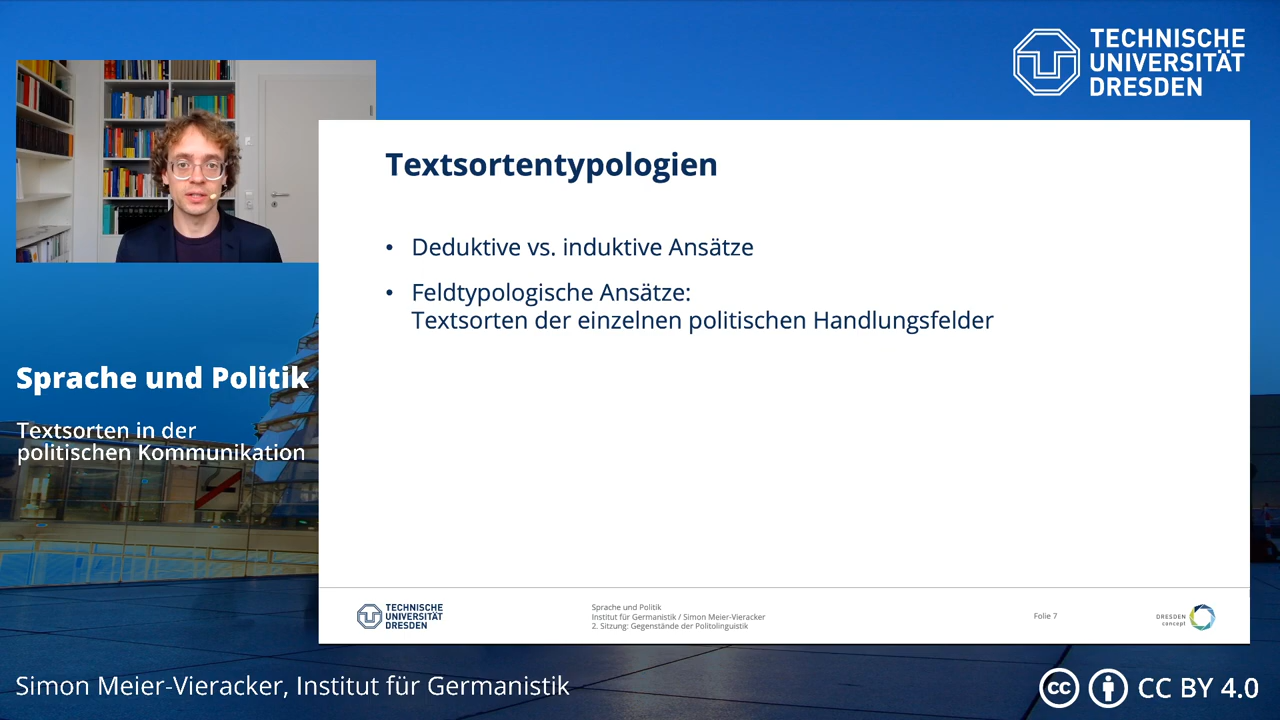 TECHNISCHE
UNIVERSITÄT
DRESDEN
Textsortentypologien
• Deduktive vs. induktive Ansätze
• Feldtypologische Ansätze:
Textsorten der einzelnen politischen Handlungsfelder
Sprache und Politik
Textsorten in der
politischen Kommunikation
TECHNISCHE
UNIVERSITÄT
DRESDEN
Sprache und Politik
Institut für Germanistik / Simon Meier-Vieracker
2. Sitzung: Gegenstände der Politolinguistik
Folie 7
DRESDEN
concept
Simon Meier-Vieracker, Institut für Germanistik
cc CC BY 4.0